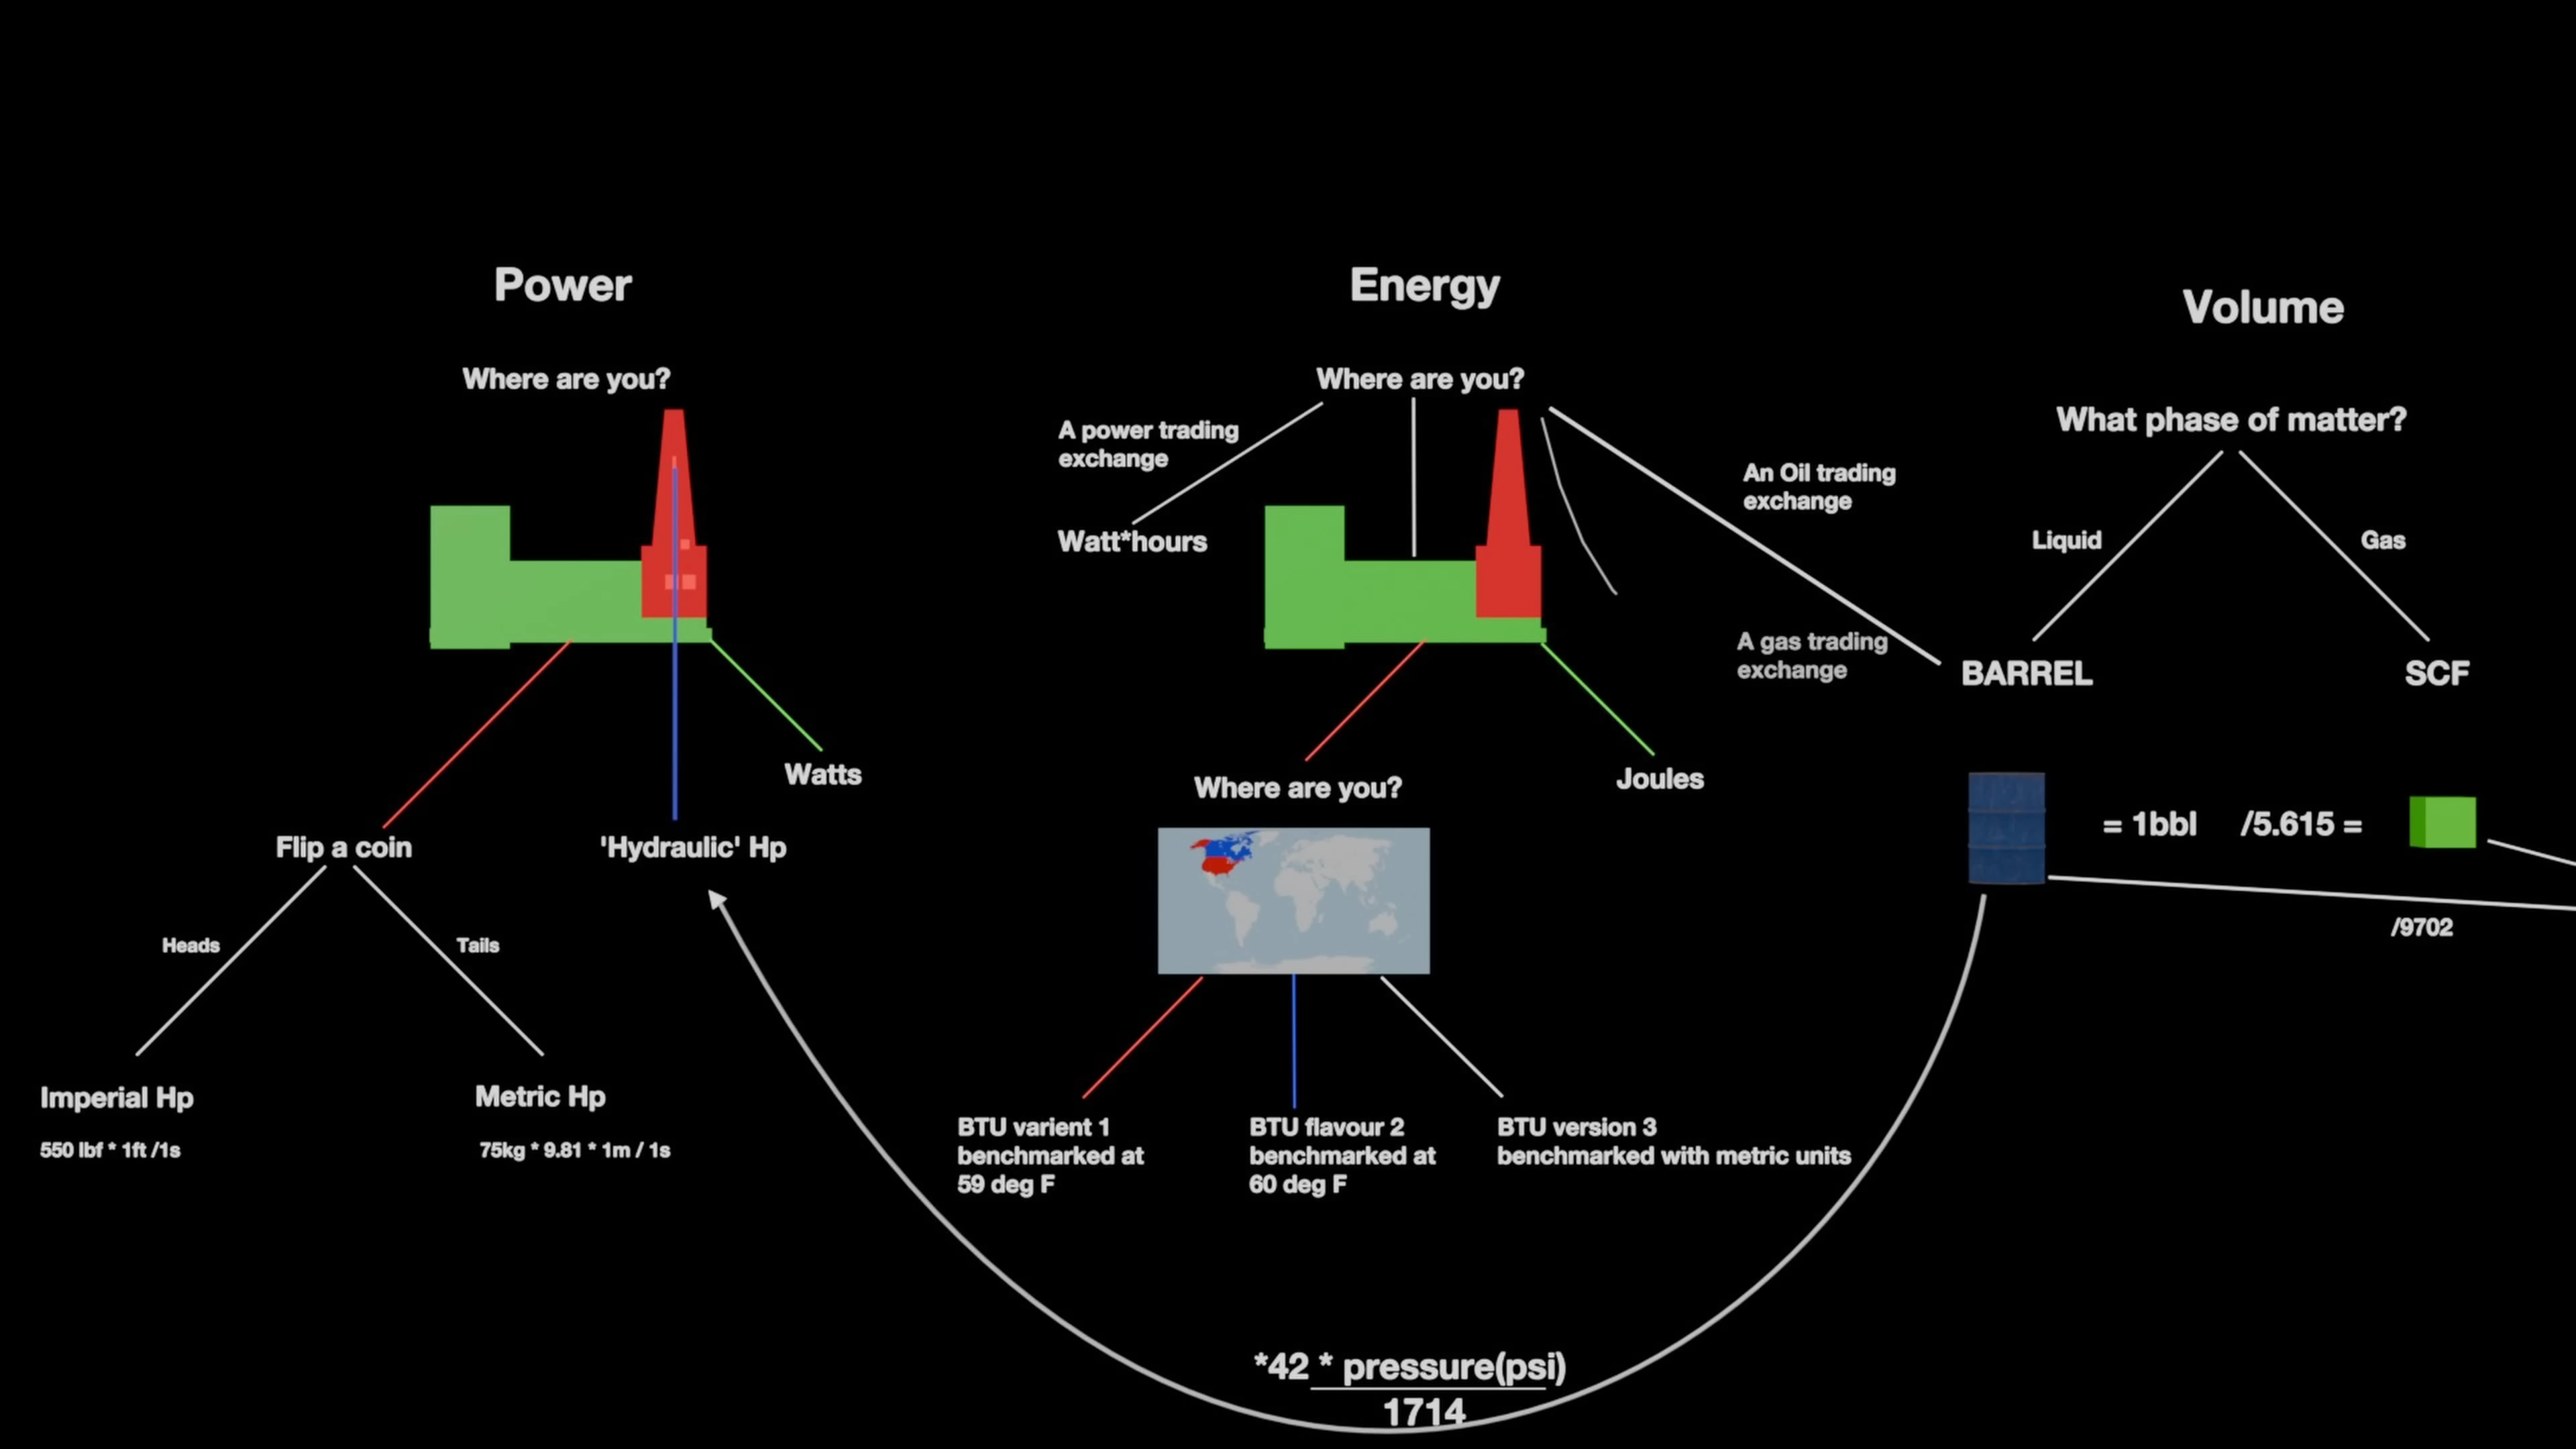 Power
Where are you?
Watts
Flip a coin
'Hydraulic' Hp
Heads
Tails
Imperial Hp
550 lbf * 1ft /1s
Metric Hp
75kg * 9.81 * 1m / 1s
Energy
Where are you?
A power trading
exchange
Watt*hours
An Oil trading
exchange
A gas trading
exchange
Joules
Where are you?
BTU varient 1
benchmarked at
59 deg F
BTU flavour 2
benchmarked at
60 deg F
BTU version 3
benchmarked with metric units
*42 * pressure(psi)
1714
Volume
What phase of matter?
Liquid
Gas
BARREL
SCF
= 1bbl /5.615 =
/9702